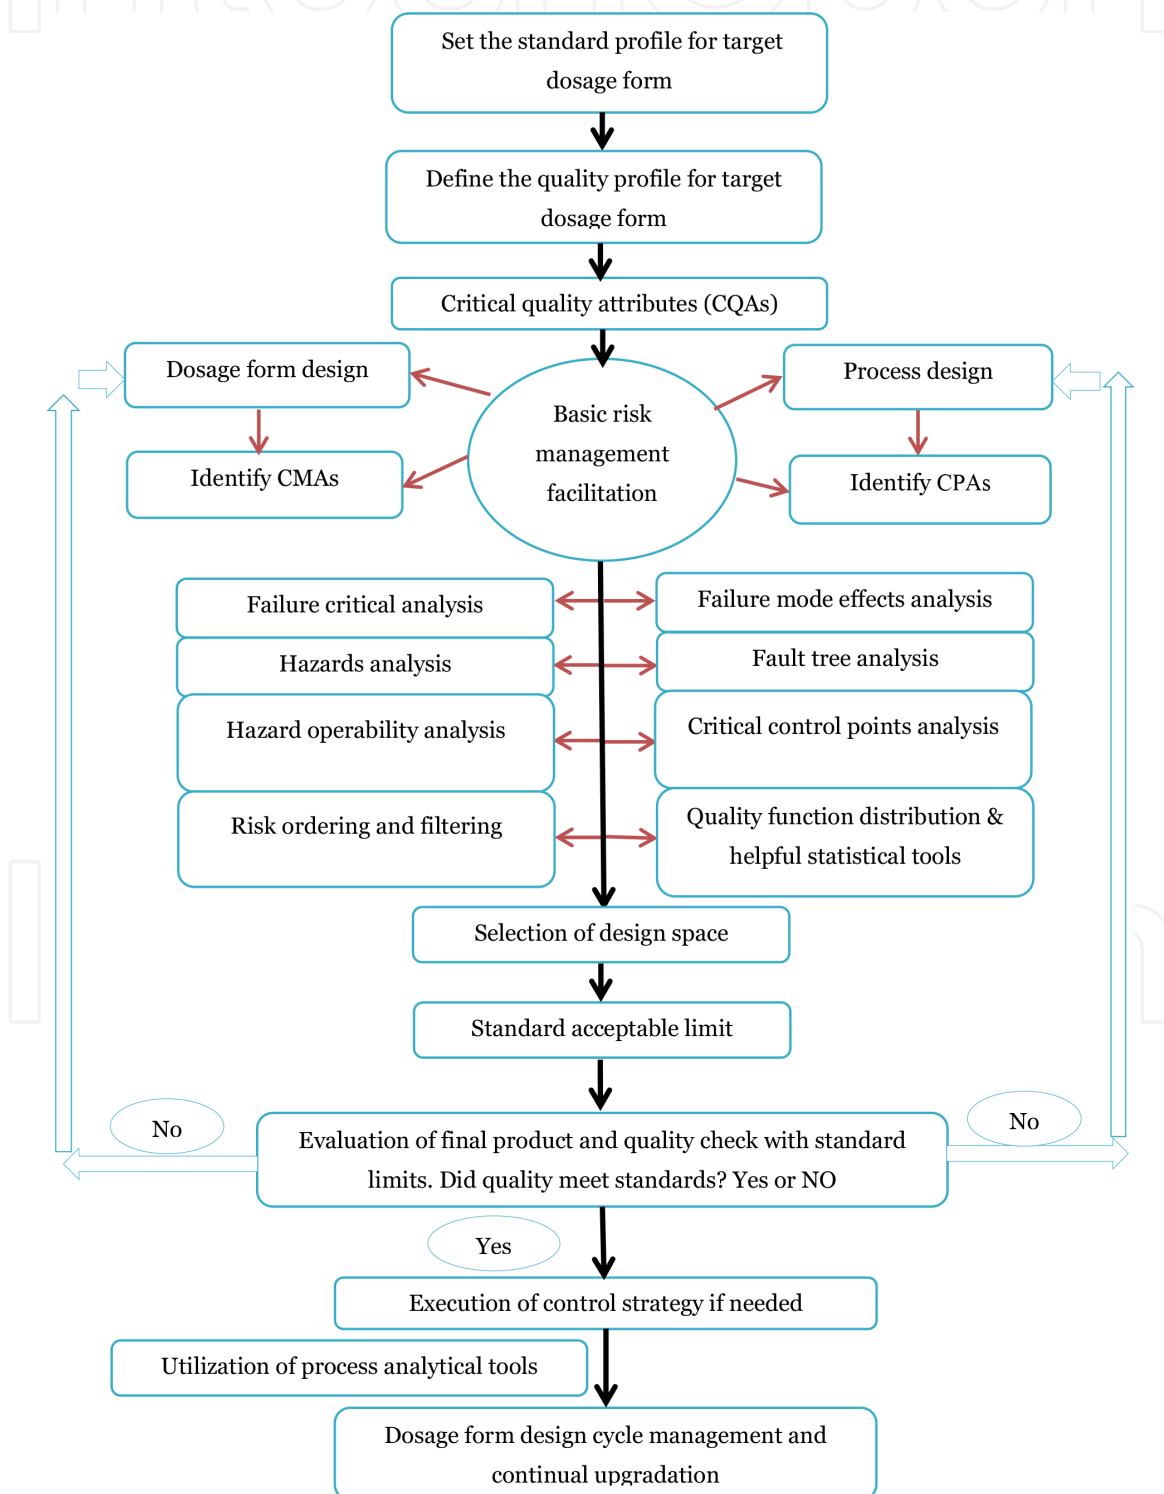 Set the standard profile for target
dosage form
Define the quality profile for target
dosage form
Critical quality attributes (CQAs)
Dosage form design
Process design
Basic risk
management
facilitation
Identify CMAs
Identify CPAs
Failure critical analysis
Failure mode effects analysis
Hazards analysis
Fault tree analysis
Hazard operability analysis
Critical control points analysis
Risk ordering and filtering
Quality function distribution &
helpful statistical tools
Selection of design space
Standard acceptable limit
No
No
Evaluation of final product and quality check with standard
limits. Did quality meet standards? Yes or NO
Yes
Execution of control strategy if needed
Utilization of process analytical tools
Dosage form design cycle management and
continual upgradation